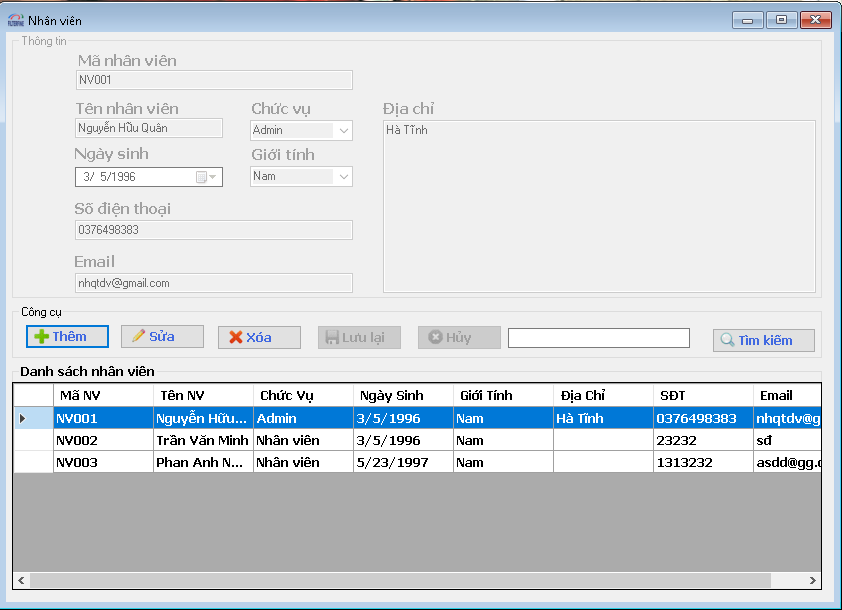 Nhân viên
Thông tin
Mã nhân viên
NV001
Tên nhân viên Chức vụ Địa chỉ
Nguyễn Hữu Quân Admin Hà Tĩnh
Ngày sinh Giới tính
3/ 5/1996 Nam
Số điện thoại
0376498383
Email
nhqtdv@gmail.com
Công cụ
Thêm Sửa Xóa Lưu lại Hủy Tìm kiếm
Danh sách nhân viên
Mã NV Tên NV Chức Vụ Ngày Sinh Giới Tính Địa Chỉ SĐT Email
NV001 Nguyễn Hữu... Admin 3/5/1996 Nam Hà Tĩnh 0376498383 nhqtdv@g
NV002 Trần Văn Minh Nhân viên 3/5/1996 Nam 23232 sđ
NV003 Phan Anh N... Nhân viên 5/23/1997 Nam 1313232 asdd@gg.